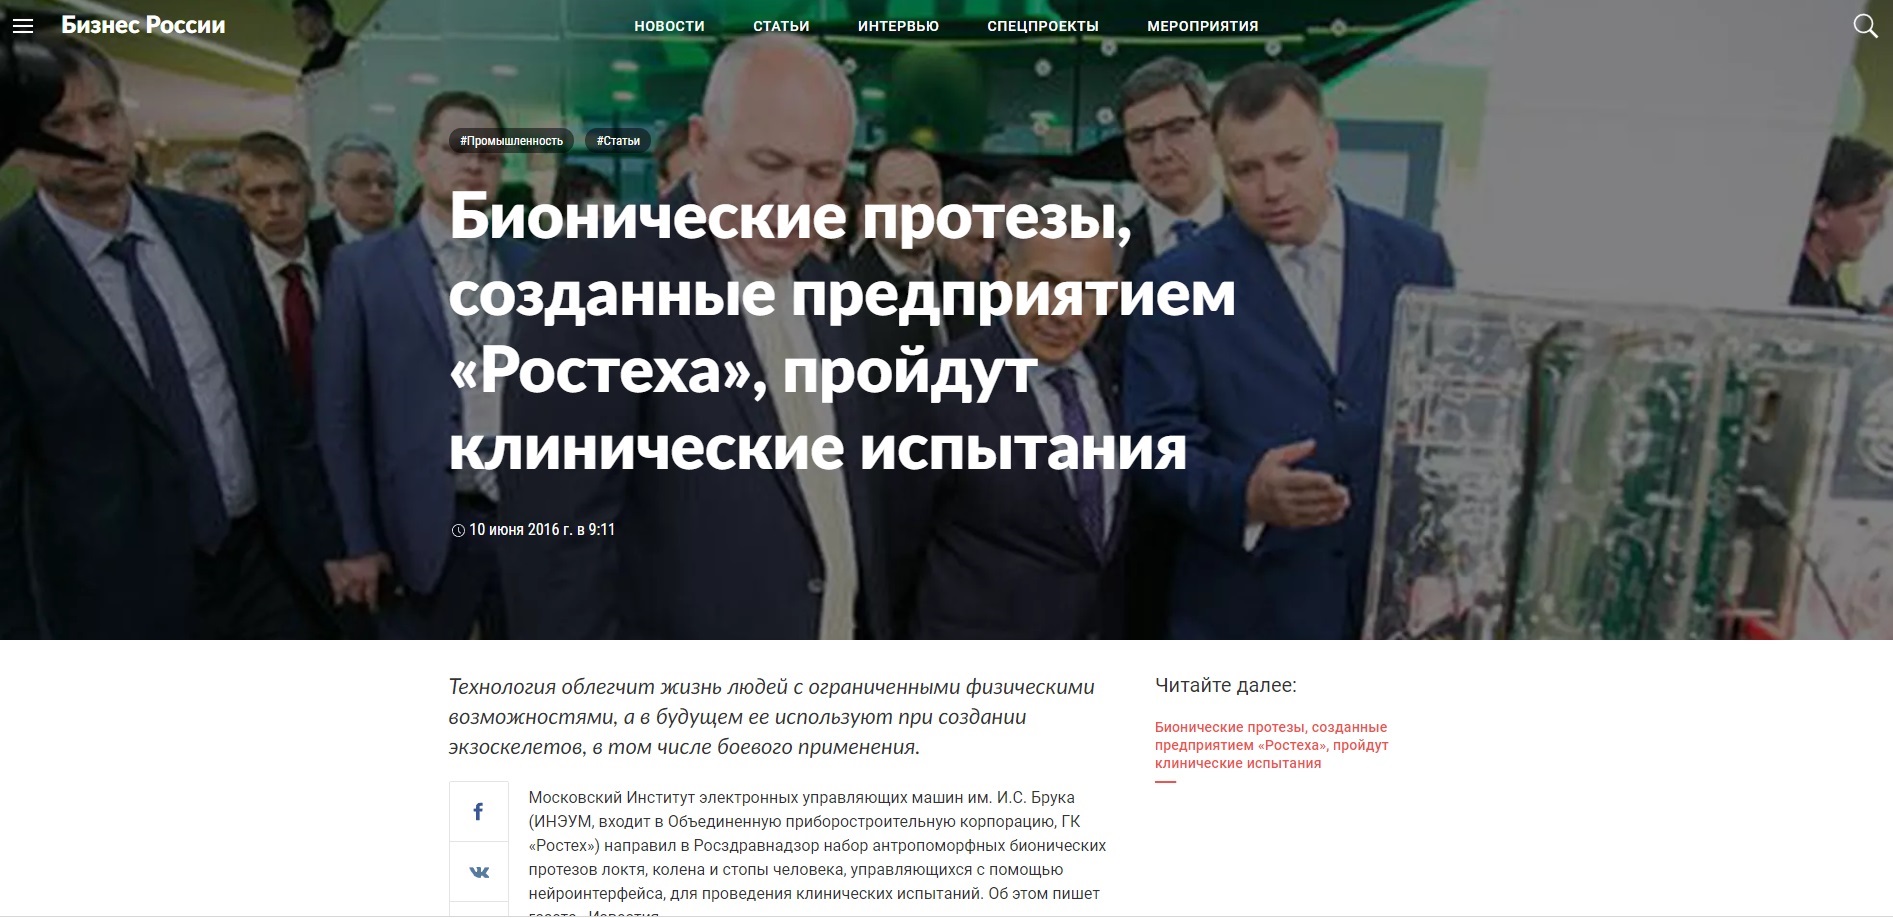 Бизнес России
НОВОСТИ
СТАТЬИ
ИНТЕРВЬЮ
СПЕЦПРОЕКТЫ
МЕРОПРИЯТИЯ
#Промышленность
#Статьи
Бионические протезы,
созданные предприятием
«Ростеха», пройдут
клинические испытания
10 июня 2016 г. в 9:11
Технология облегчит жизнь людей с ограниченными физическими
возможностями, а в будущем ее используют при создании
экзоскелетов, в том числе боевого применения.
Московский Институт электронных управляющих машин им. И.С. Брука
(ИНЭУМ, входит в Объединенную приборостроительную корпорацию, ГК
«Ростех») направил в Росздравнадзор набор антропоморфных бионических
протезов локтя, колена и стопы человека, управляющихся с помощью
нейроинтерфейса, для проведения клинических испытаний. Об этом пишет
Читайте далее:
Бионические протезы, созданные
предприятием «Ростеха», пройдут
клинические испытания